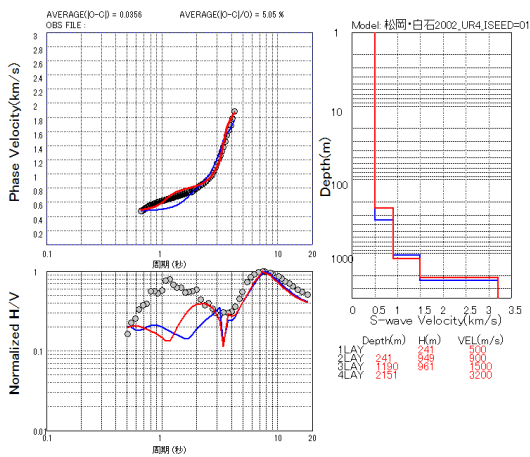 AVERAGE(|O-C|) = 0.0356 AVERAGE(|O-C|/O) = 5.05 %
OBS FILE :
Phase Velocity(km/s)
3
2.8
2.6
2.4
2.2
2
1.8
1.6
1.4
1.2
1
0.8
0.6
0.4
0.2
0.1 1 10 20
周期(秒)
Normalized H/V
1
0.1
0.01
0.1 1 10 20
周期(秒)
Model: 松岡・白石2002_UR4_ISEED=01
Depth(m)
1
10
100
1000
0 0.5 1 1.5 2 2.5 3 3.5
S-wave Velocity(km/s)
Depth(m) H(m) VEL(m/s)
1LAY 241 500
2LAY 241 949 900
3LAY 1190 961 1500
4LAY 2151 3200